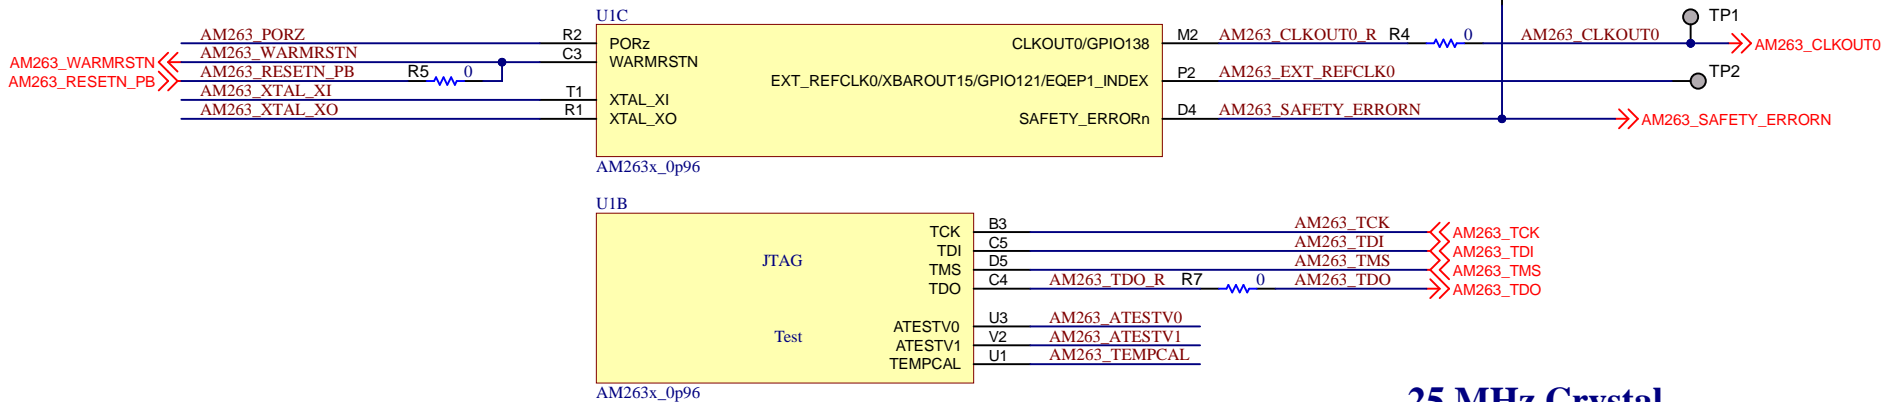 U1C
TP1
AM263_PORZ R2 PORz CLKOUT0/GPIO138 M2 AM263_CLKOUT0_R R4 0 AM263_CLKOUT0 AM263_CLKOUT0
AM263_WARMRSTN AM263_WARMRSTN C3 WARMRSTN
AM263_RESETN_PB AM263_RESETN_PB R5 0 EXT_REFCLK0/XBAROUT15/GPIO121/EQEP1_INDEX P2 AM263_EXT_REFCLK0 TP2
AM263_XTAL_XI T1 XTAL_XI
AM263_XTAL_XO R1 XTAL_XO SAFETY_ERRORn D4 AM263_SAFETY_ERRORN AM263_SAFETY_ERRORN
AM263x_0p96
U1B
TCK B3 AM263_TCK AM263_TCK
TDI C5 AM263_TDI AM263_TDI
JTAG
TMS D5 AM263_TMS AM263_TMS
TDO C4 AM263_TDO_R R7 0 AM263_TDO AM263_TDO
ATESTV0 U3 AM263_ATESTV0
Test
ATESTV1 V2 AM263_ATESTV1
TEMPCAL U1 AM263_TEMPCAL
AM263x_0p96
25 MHz Crystal